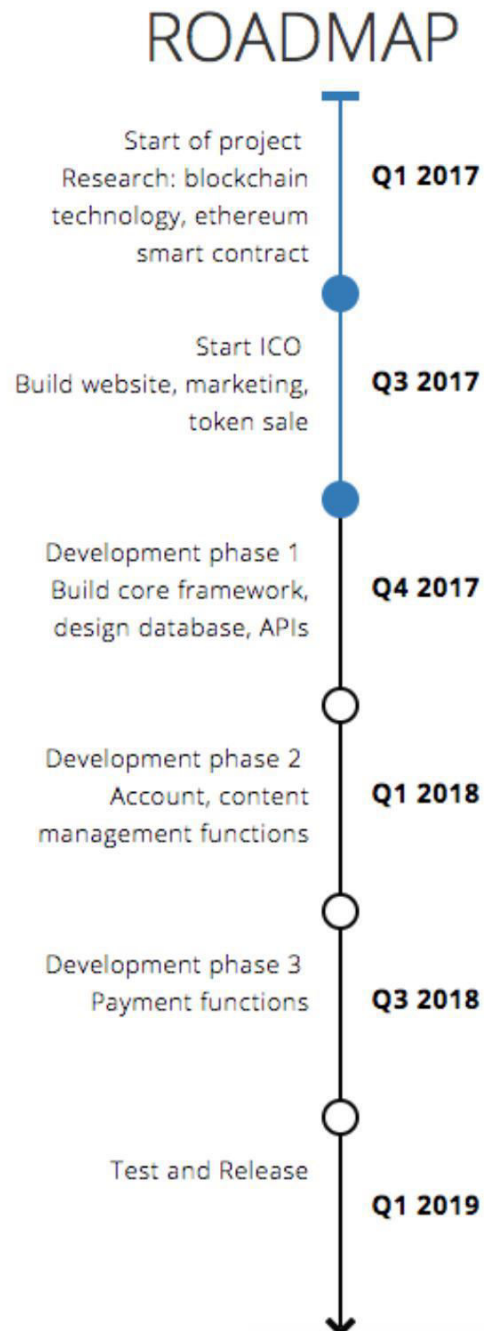 ROADMAP
Start of project
Research: blockchain
technology, ethereum
smart contract
Q1 2017
Start ICO
Build website, marketing,
token sale
Q3 2017
Development phase 1
Build core framework,
design database, APIs
Q4 2017
Development phase 2
Account, content
management functions
Q1 2018
Development phase 3
Payment functions
Q3 2018
Test and Release
Q1 2019